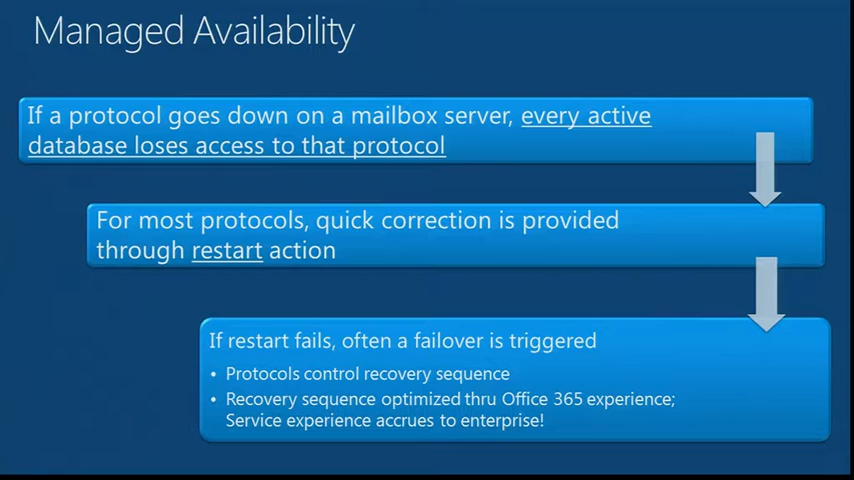 Managed Availability
If a protocol goes down on a mailbox server, every active
database loses access to that protocol
For most protocols, quick correction is provided
through restart action
If restart fails, often a failover is triggered
• Protocols control recovery sequence
• Recovery sequence optimized thru Office 365 experience;
Service experience accrues to enterprise!